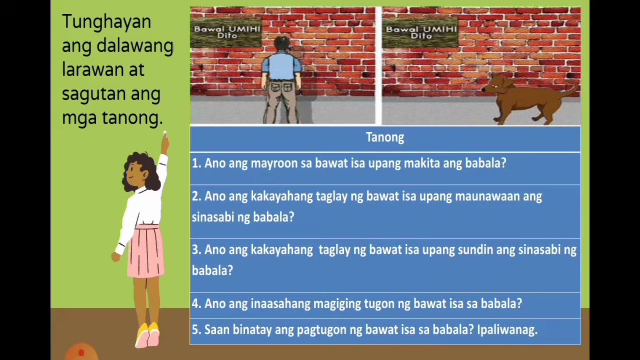 Tunghayan
ang dalawang
larawan at
sagutan ang
mga tanong.
Bawal UMIHI
Dito
Bawal UMIHI
Dito
Tanong
1. Ano ang mayroon sa bawat isa upang makita ang babala?
2. Ano ang kakayahang taglay ng bawat isa upang maunawaan ang
sinasabi ng babala?
3. Ano ang kakayahang taglay ng bawat isa upang sundin ang sinasabi ng
babala?
4. Ano ang inaasahang magiging tugon ng bawat isa sa babala?
5. Saan binatay ang pagtugon ng bawat isa sa babala? Ipaliwanag.